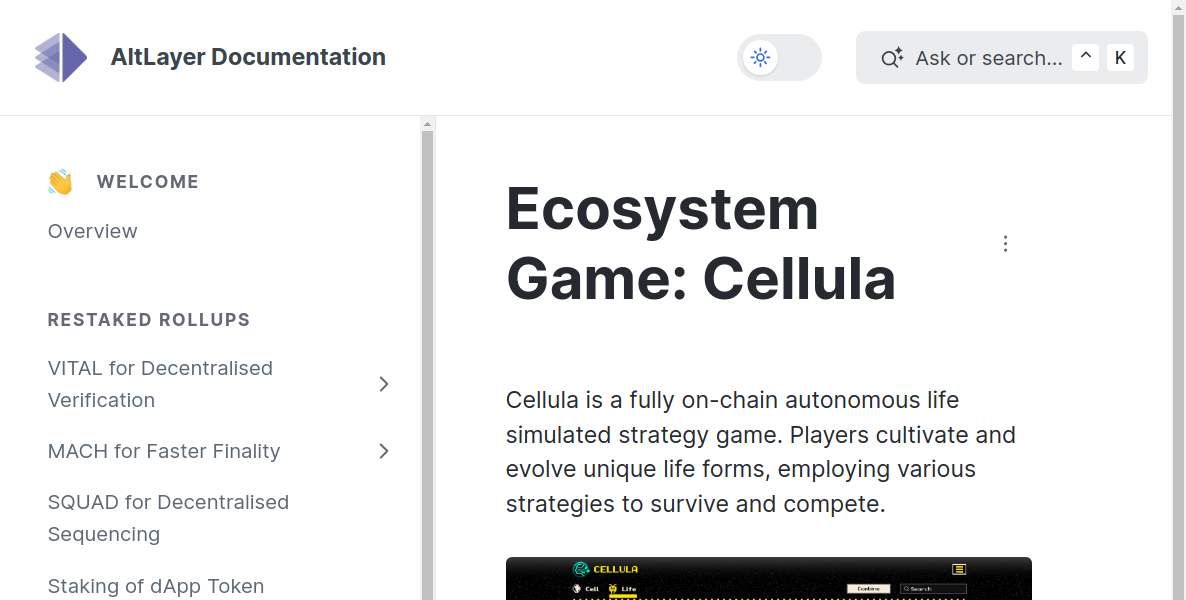 AltLayer Documentation
Ask or search...
^
K
👋 WELCOME
Overview
RESTAKED ROLLUPS
VITAL for Decentralised
Verification
MACH for Faster Finality
SQUAD for Decentralised
Sequencing
Staking of dApp Token
Ecosystem
Game: Cellula
Cellula is a fully on-chain autonomous life
simulated strategy game. Players cultivate and
evolve unique life forms, employing various
strategies to survive and compete.
CELLULA
Cell
Life
Combine
Search